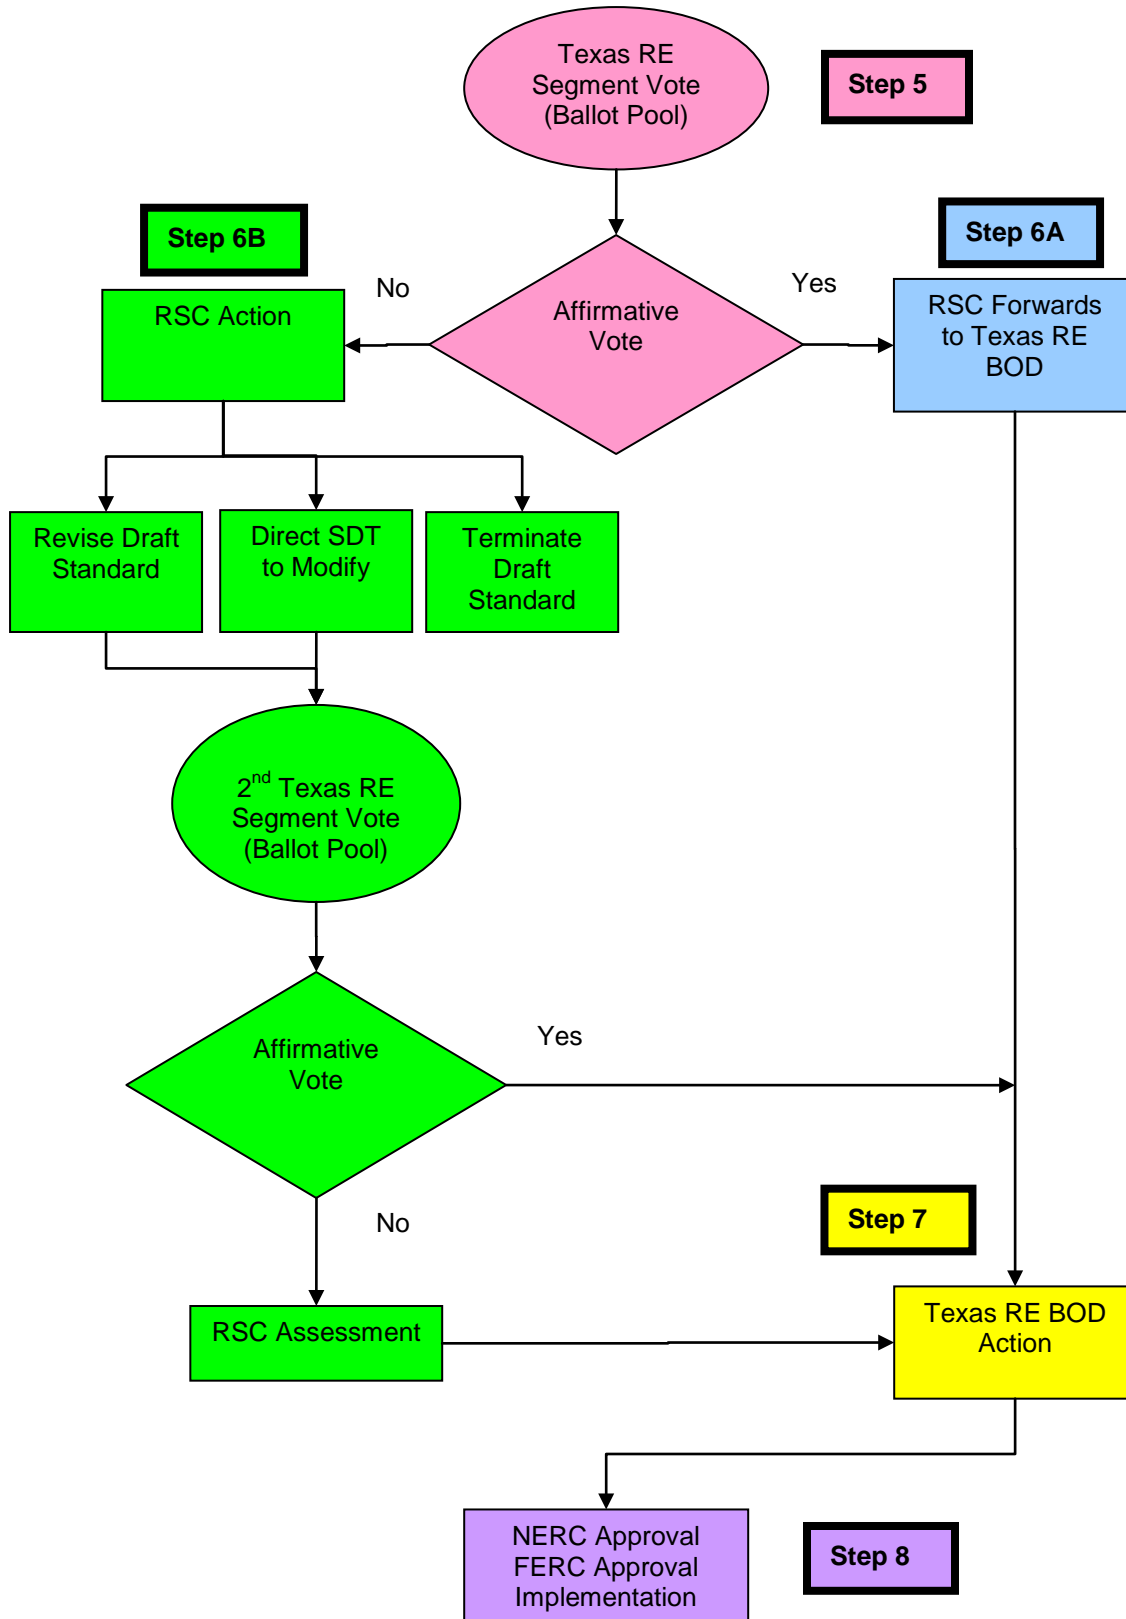 Texas RE
Segment Vote
(Ballot Pool)
Step 5
Step 6B
Step 6A
No
Yes
RSC Action
Affirmative
Vote
RSC Forwards
to Texas RE
BOD
Revise Draft
Standard
Direct SDT
to Modify
Terminate
Draft
Standard
2nd Texas RE
Segment Vote
(Ballot Pool)
Affirmative
Vote
Yes
No
Step 7
RSC Assessment
Texas RE BOD
Action
NERC Approval
FERC Approval
Implementation
Step 8